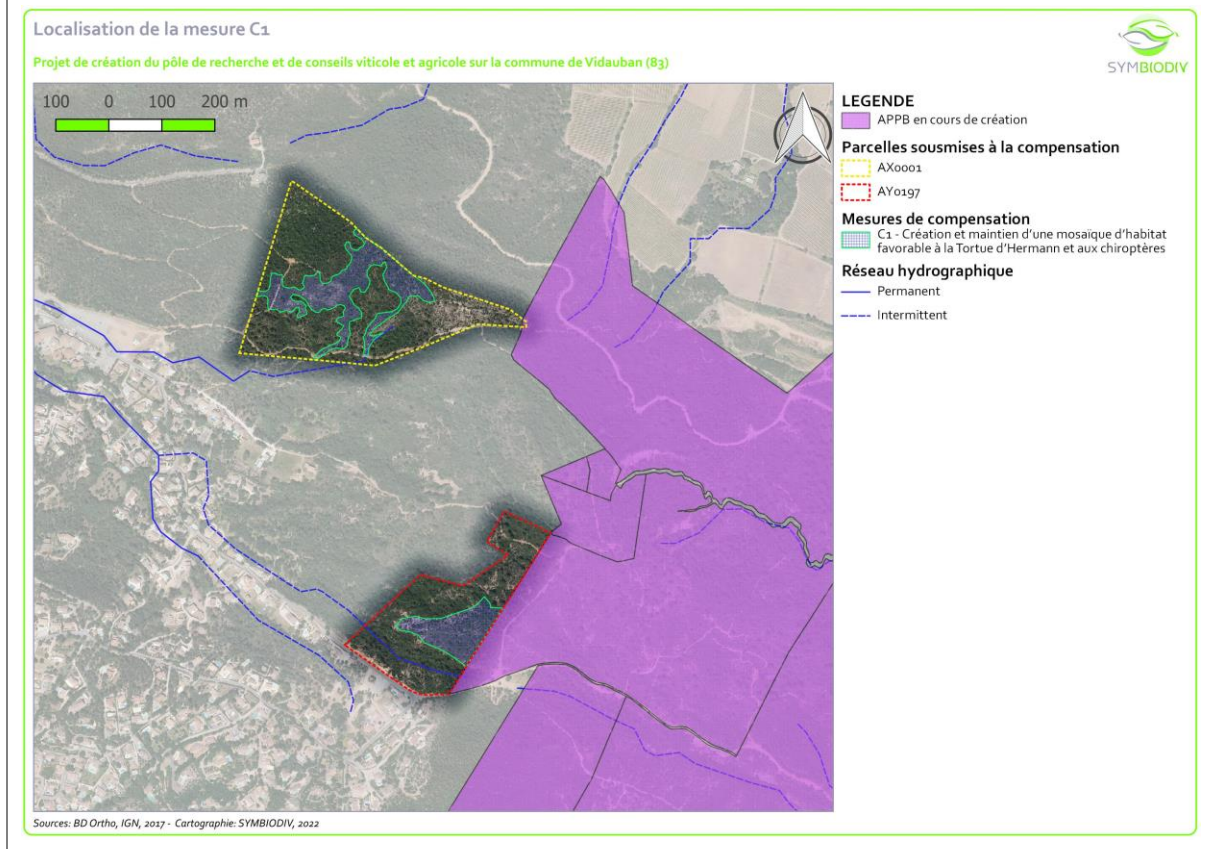 Localisation de la mesure C1
Projet de création du pôle de recherche et de conseils viticole et agricole sur la commune de Vidauban (83)
SYMBIODIV
100 0 100 200 m
LEGENDE
APPB en cours de création
Parcelles sousmises à la compensation
AX0001
AY0197
Mesures de compensation
C1 - Création et maintien d'une mosaïque d'habitat
favorable à la Tortue d'Hermann et aux chiroptères
Réseau hydrographique
Permanent
Intermittent
Sources: BD Ortho, IGN, 2017 - Cartographie: SYMBIODIV, 2022